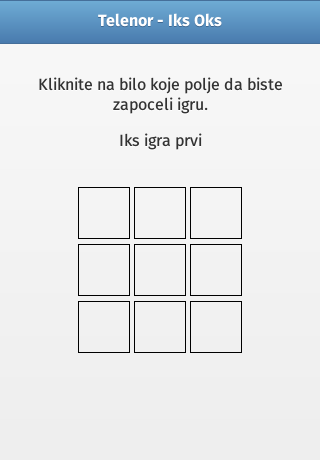 Telenor - Iks Oks
Kliknite na bilo koje polje da biste
zapoceli igru.
Iks igra prvi